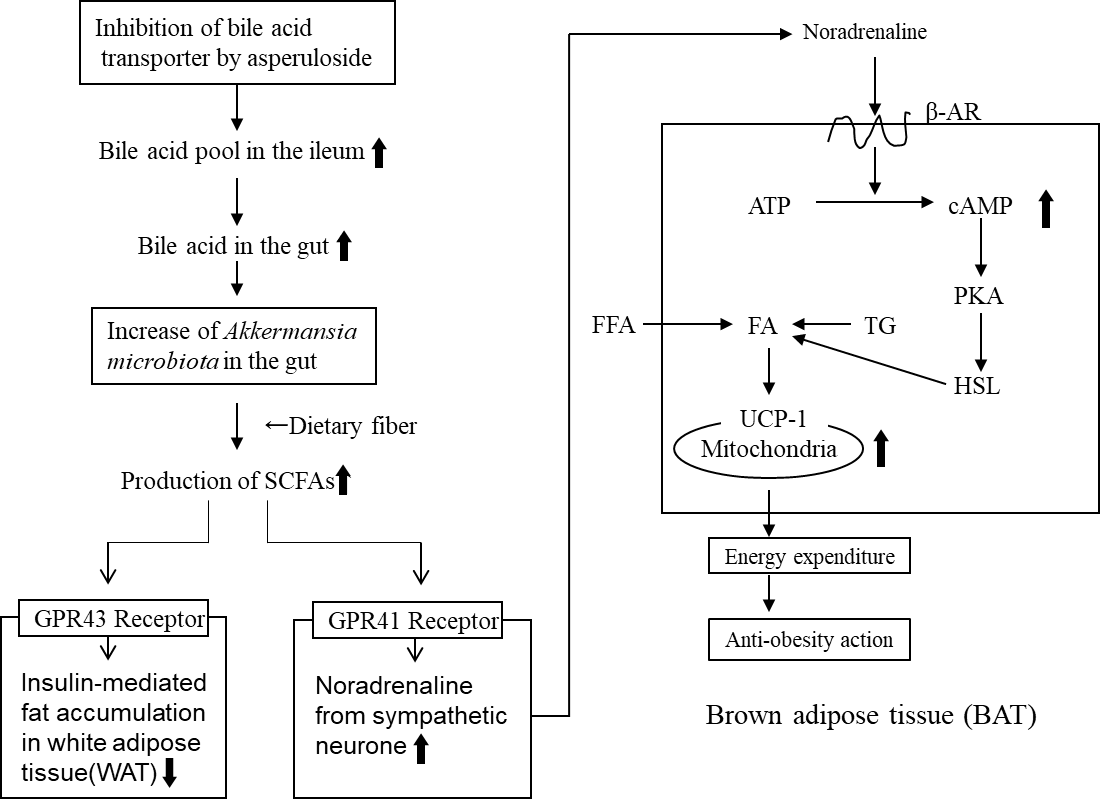 Inhibition of bile acid
transporter by asperuloside
Bile acid pool in the ileum
Bile acid in the gut
Increase of Akkermansia
microbiota in the gut
←Dietary fiber
Production of SCFAs
GPR43 Receptor
Insulin-mediated
fat accumulation
in white adipose
tissue(WAT)
GPR41 Receptor
Noradrenaline
from sympathetic
neurone
Noradrenaline
β-AR
ATP
cAMP
PKA
FFA
FA
TG
HSL
UCP-1
Mitochondria
Energy expenditure
Anti-obesity action
Brown adipose tissue (BAT)